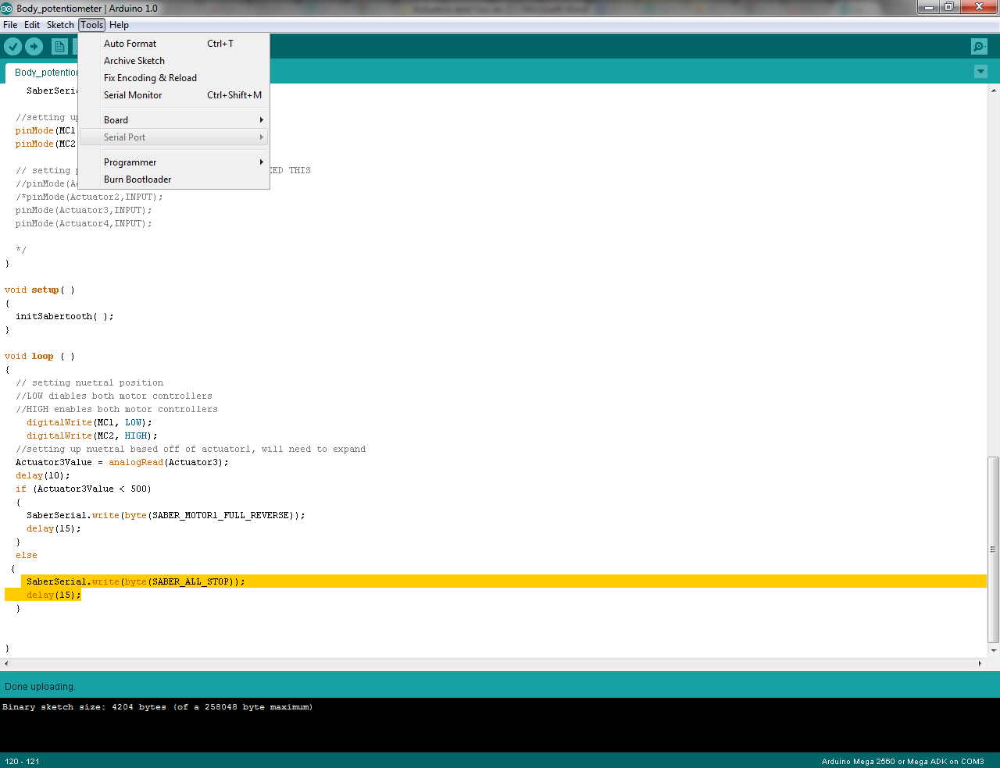 Body_potentiometer | Arduino 1.0
File Edit Sketch Tools Help
Auto Format Ctrl+T
Archive Sketch
Fix Encoding & Reload
Serial Monitor Ctrl+Shift+M
Board
Serial Port
Programmer
Burn Bootloader
Body_potentio
SaberSeria
//setting up
pinMode(MC1
pinMode(MC2
// setting p ED THIS
//pinMode(Ac
/*pinMode(Actuator2,INPUT);
pinMode(Actuator3,INPUT);
pinMode(Actuator4,INPUT);
*/
}
void setup( )
{
initSabertooth( );
}
void loop ( )
{
// setting nuetral position
//LOW diables both motor controllers
//HIGH enables both motor controllers
digitalWrite(MC1, LOW);
digitalWrite(MC2, HIGH);
//setting up nuetral based off of actuator1, will need to expand
Actuator3Value = analogRead(Actuator3);
delay(10);
if (Actuator3Value < 500)
{
SaberSerial.write(byte(SABER_MOTOR1_FULL_REVERSE));
delay(15);
}
else
{
SaberSerial.write(byte(SABER_ALL_STOP));
delay(15);
}
}
Done uploading.
Binary sketch size: 4204 bytes (of a 258048 byte maximum)
120 - 121 Arduino Mega 2560 or Mega ADK on COM3